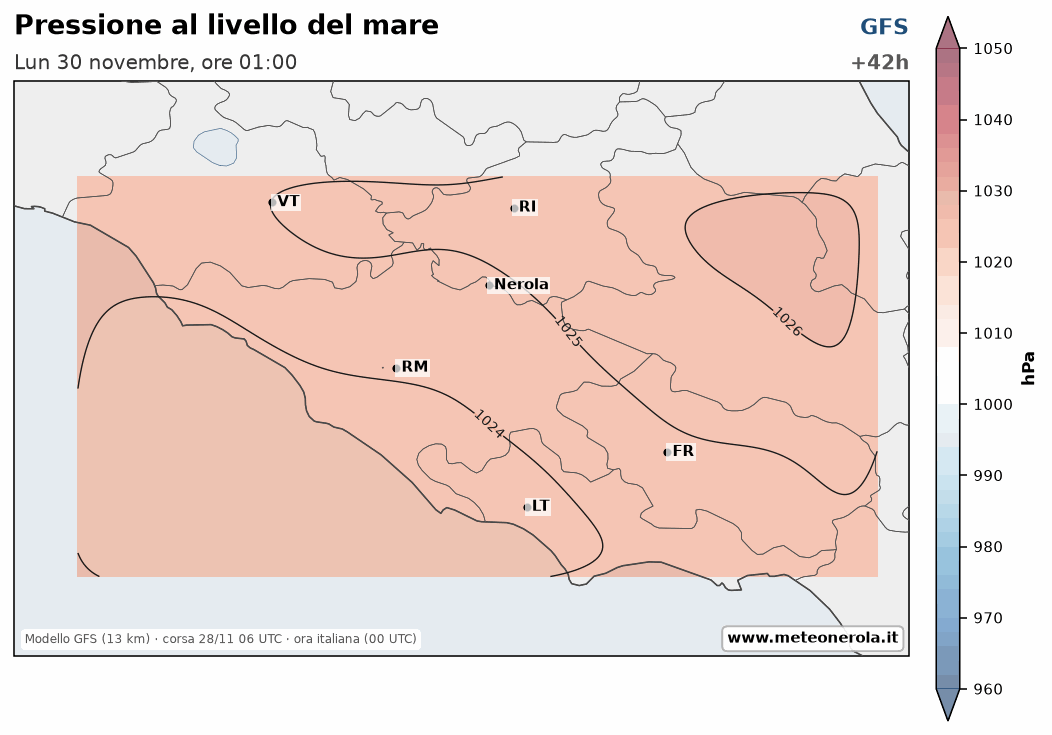 Pressione al livello del mare
GFS
Lun 30 novembre, ore 01:00
+42h
VT
RI
Nerola
1025
1026
RM
1024
FR
LT
Modello GFS (13 km) · corsa 28/11 06 UTC · ora italiana (00 UTC)
www.meteonerola.it
1050
1040
1030
1020
1010
1000
990
980
970
960
hPa